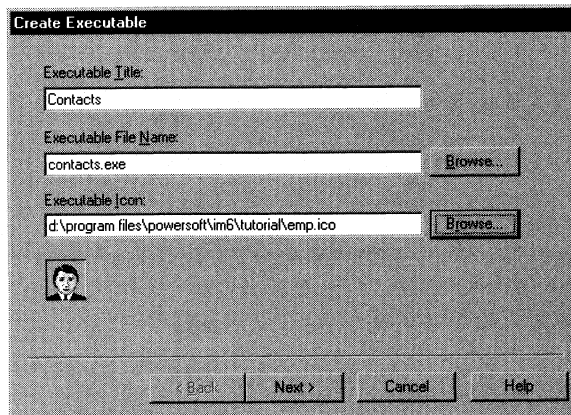 Create Executable
Executable Title:
Contacts
Executable File Name:
contacts.exe
Browse...
Executable Icon:
d:\program files\powersoft\im6\tutorial\emp.ico
Browse...
< Back
Next >
Cancel
Help